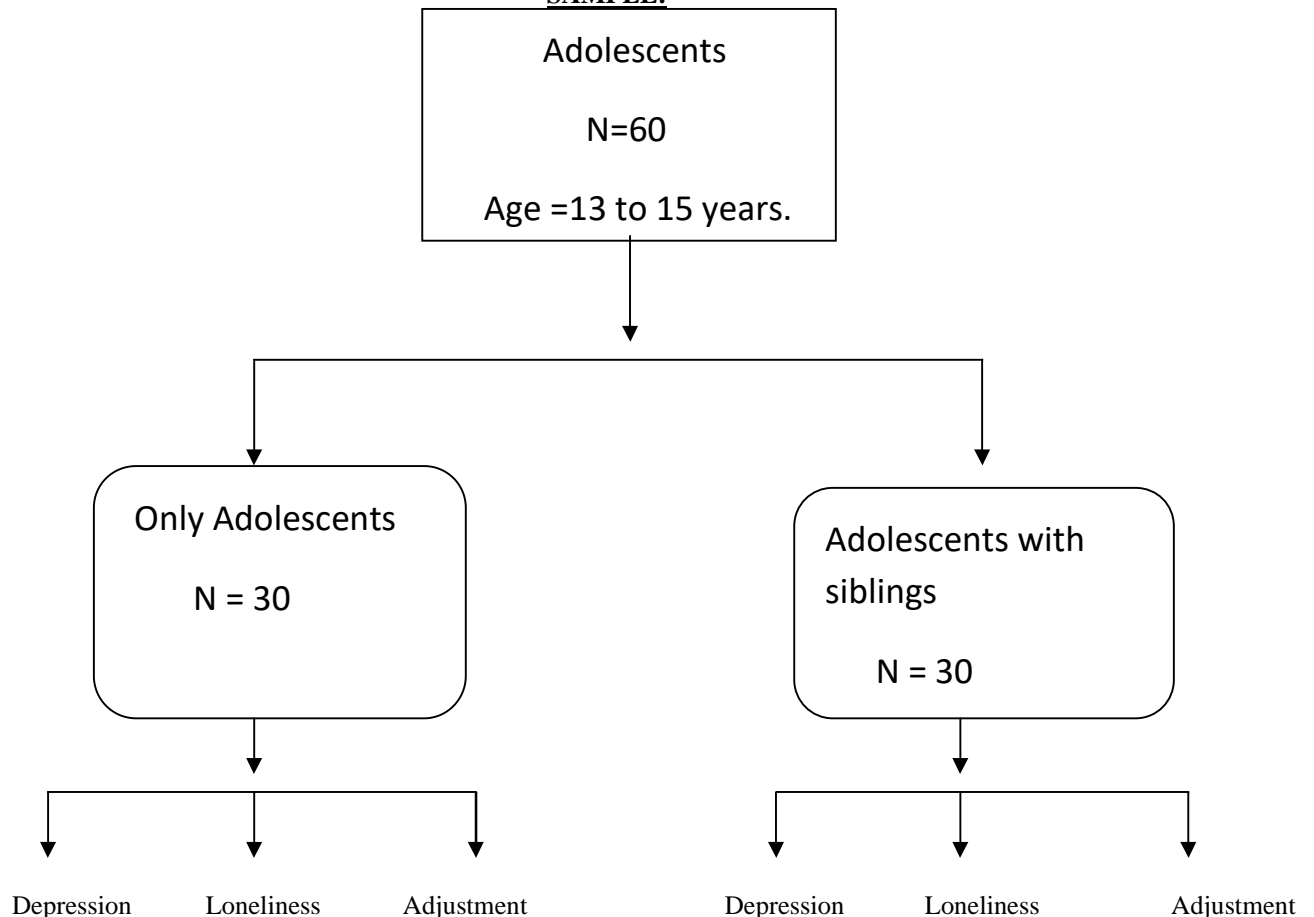 SAMPLE:
Adolescents
N=60
Age =13 to 15 years.
Only Adolescents
N = 30
Adolescents with
siblings
N = 30
Depression Loneliness Adjustment Depression Loneliness Adjustment